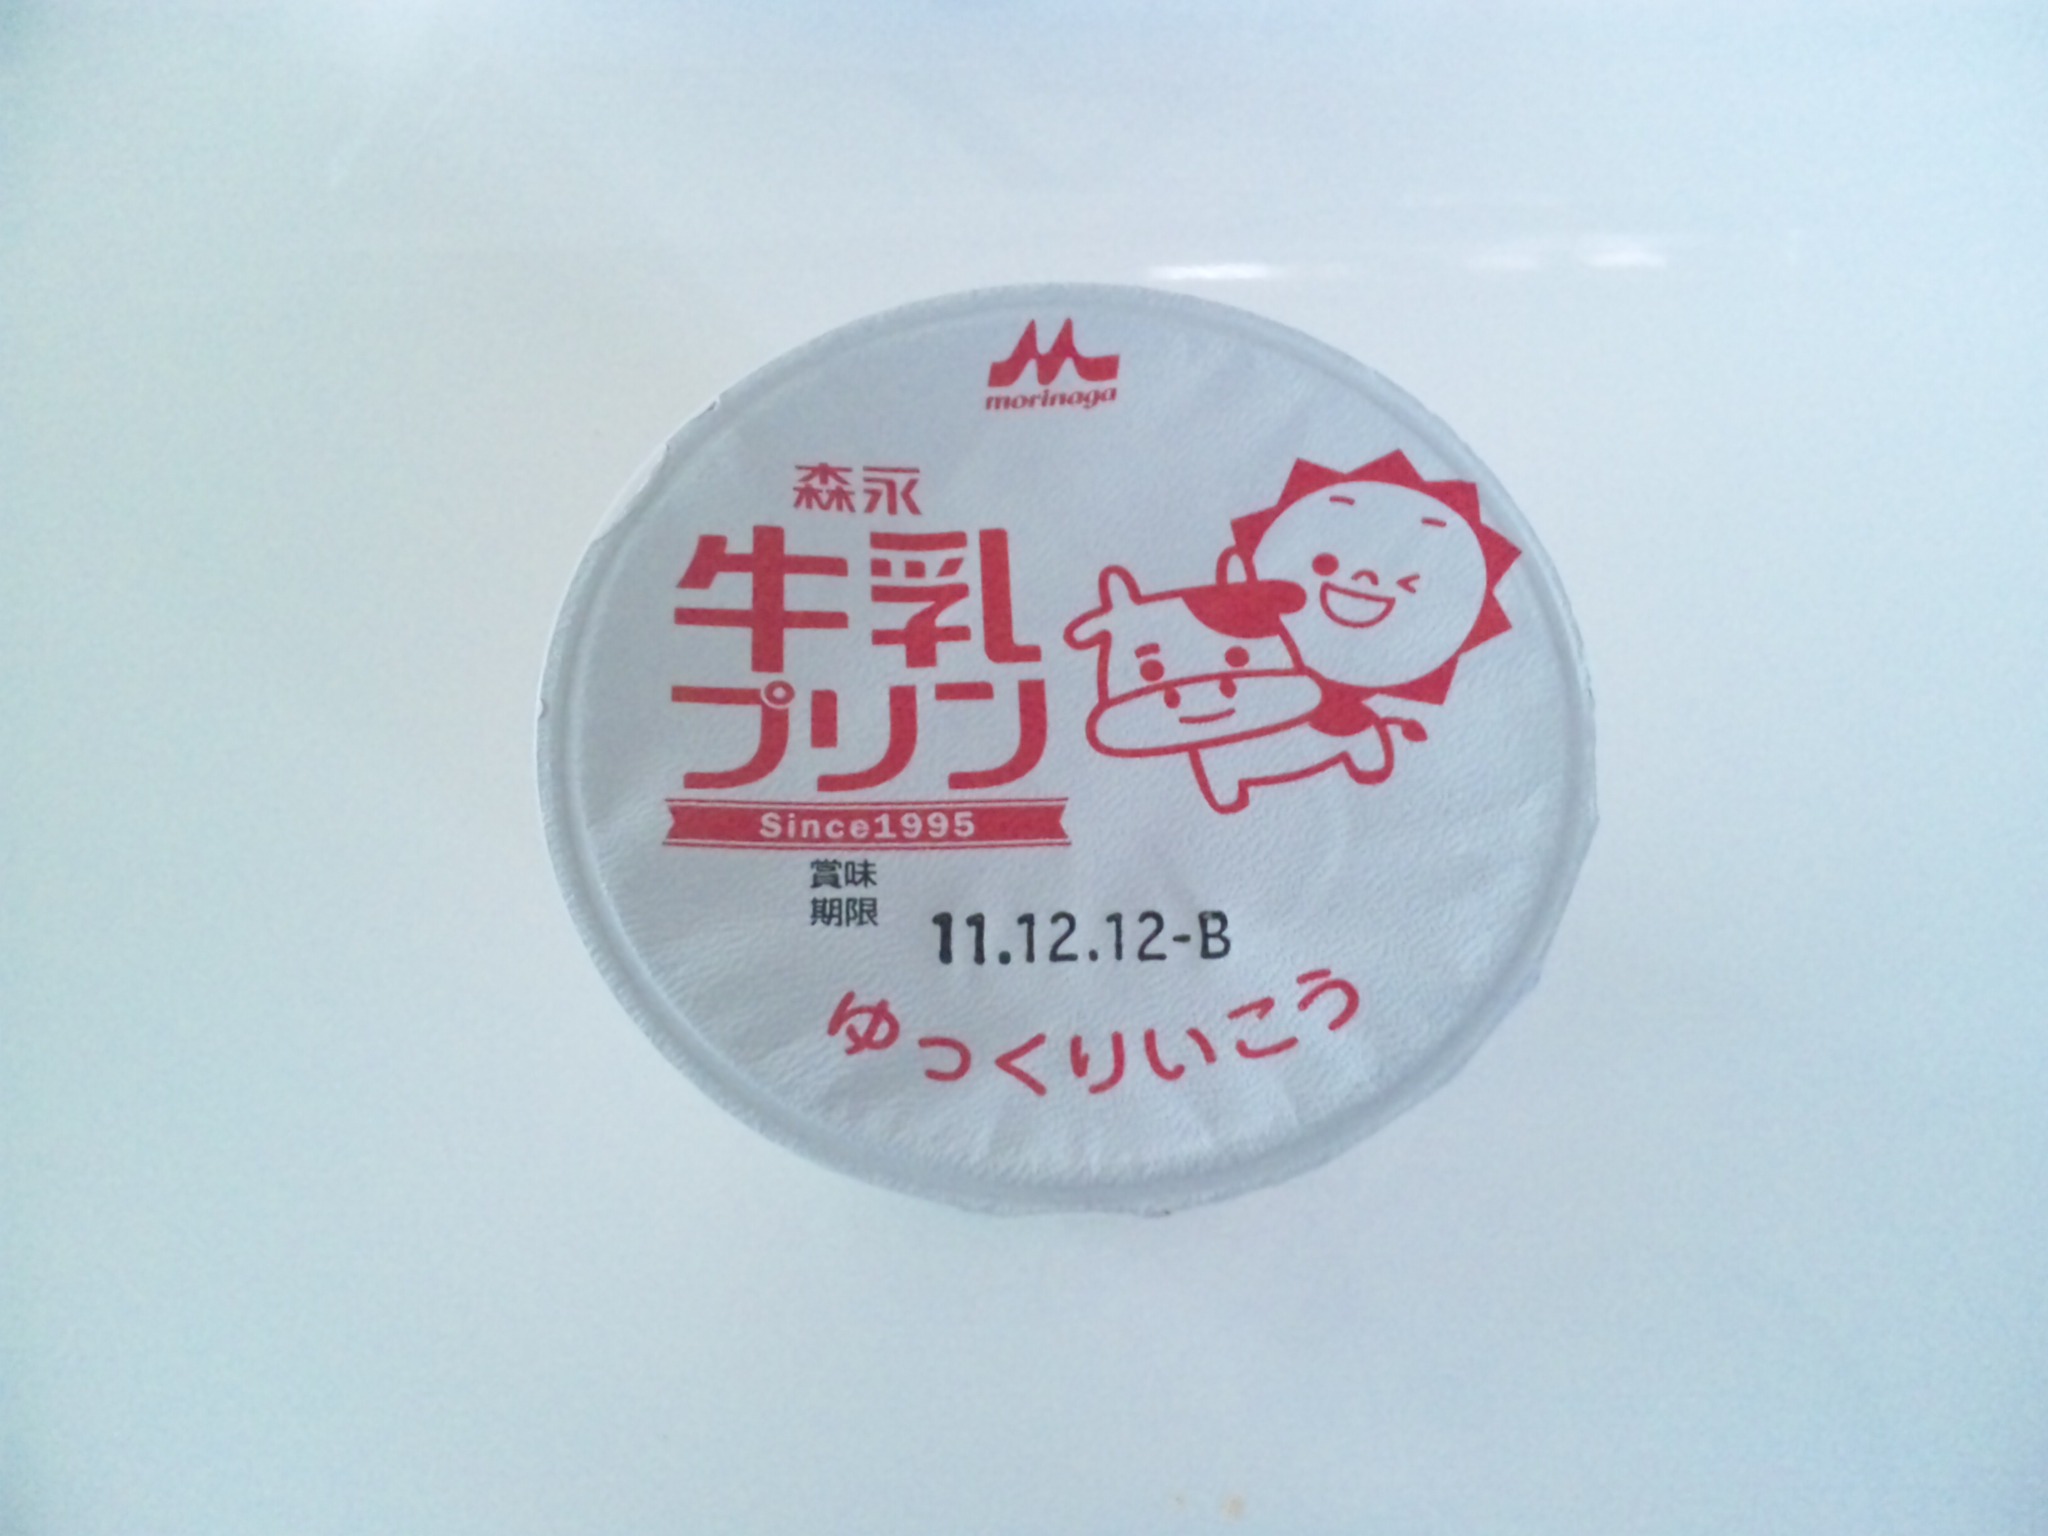 morinaga
森永
牛乳
プリン
Since1995
賞味
期限
11.12.12-B
ゆっくりいこう